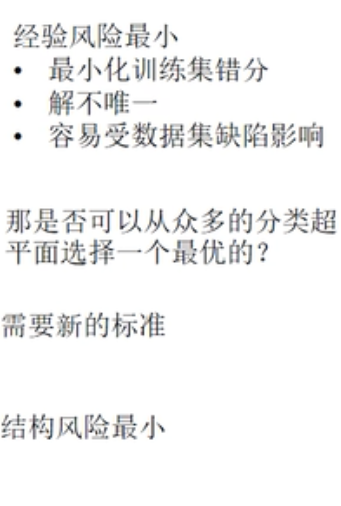 经验风险最小
• 最小化训练集错分
• 解不唯一
• 容易受数据集缺陷影响
那是否可以从众多的分类超
平面选择一个最优的？
需要新的标准
结构风险最小